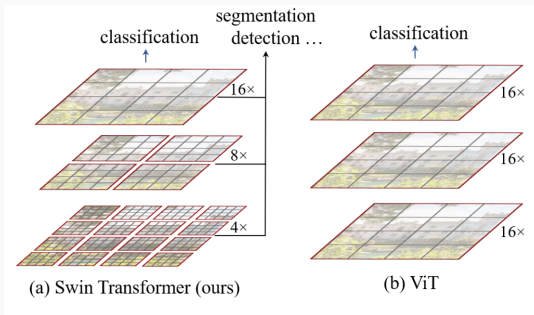 segmentation
classification
detection ...
classification
16×
8×
4×
16×
16×
16×
(a) Swin Transformer (ours)
(b) ViT